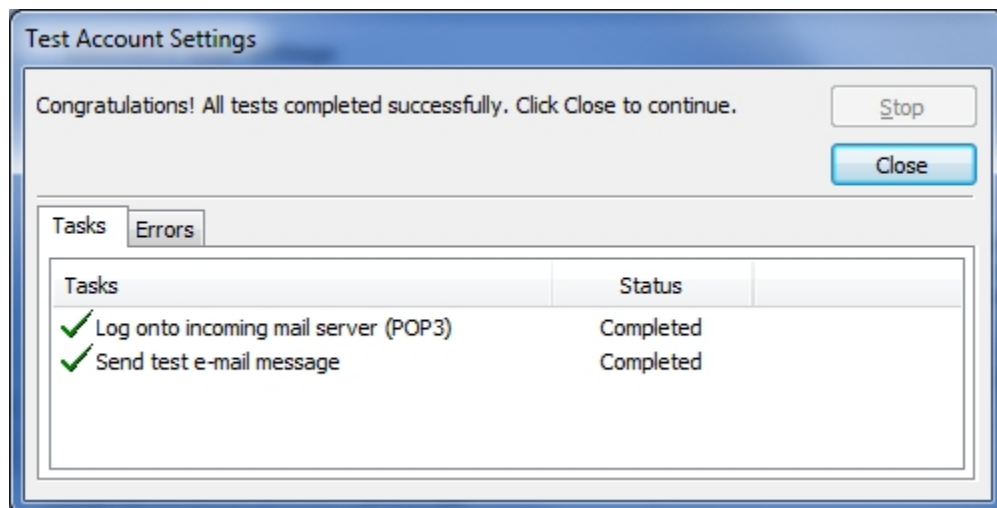 Test Account Settings
Congratulations! All tests completed successfully. Click Close to continue.
Stop
Close
Tasks Errors
Tasks Status
Log onto incoming mail server (POP3) Completed
Send test e-mail message Completed